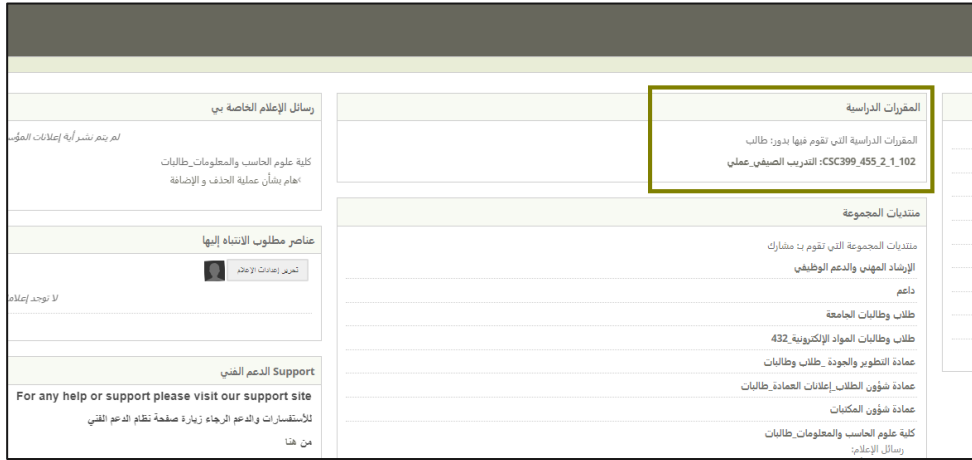 المقررات الدراسية
المقررات الدراسية التي تقوم فيها بدور: طالب
CSC399_455_2_1_102: التدريب الصيفي_عملي
منتديات المجموعة
منتديات المجموعة التي تقوم بـ: مشارك
الإرشاد المهني والدعم الوظيفي
داعم
طلاب وطالبات الجامعة
طلاب وطالبات المواد الإلكترونية_432
عمادة التطوير والجودة _طلاب وطالبات
عمادة شؤون الطلاب_إعلانات العمادة_طالبات
عمادة شؤون المكتبات
كلية علوم الحاسب والمعلومات_طالبات
رسائل الإعلام:
رسائل الإعلام الخاصة بي
لم يتم نشر أية إعلانات
كلية علوم الحاسب والمعلومات_طالبات
›هام بشأن عملية الحذف و الإضافة
عناصر مطلوب الانتباه إليها
تحرير إعدادات الإعلام
لا توجد
Support الدعم الفني
For any help or support please visit our support site
للأستفسارات والدعم الرجاء زيارة صفحة نظام الدعم الفني
من هنا